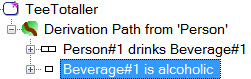 TeeTotaller
Derivation Path from 'Person'
Person#1 drinks Beverage#1
Beverage#1 is alcoholic